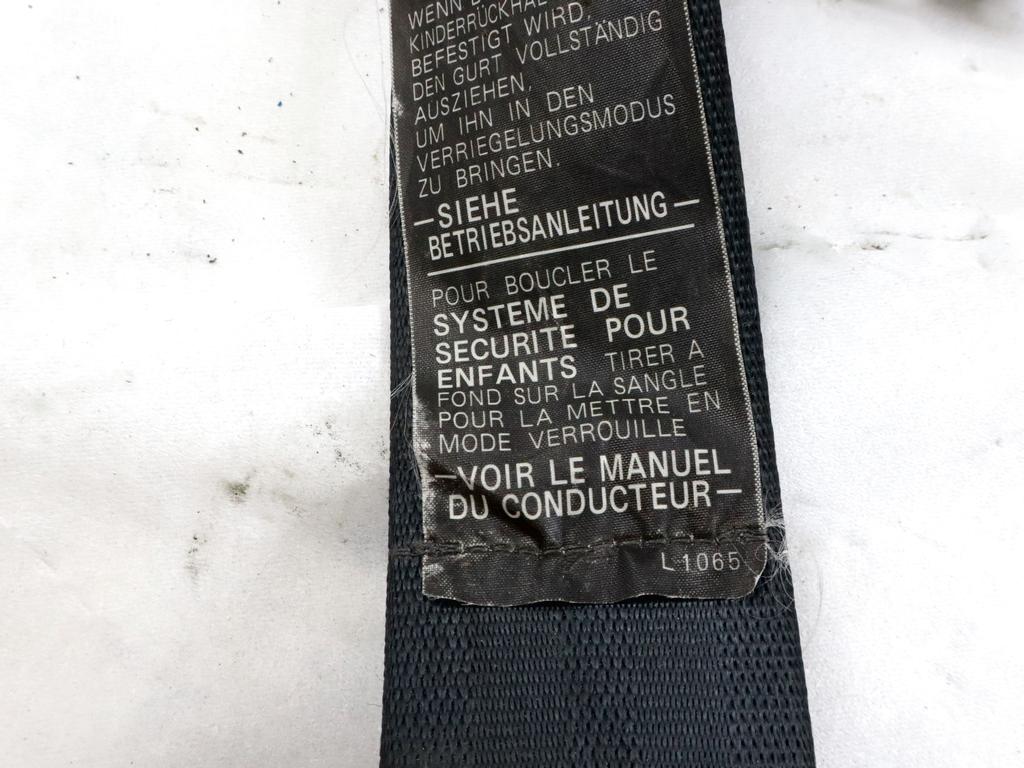 WENN
KINDERRÜCKHAL
BEFESTIGT WIRD,
DEN GURT VOLLSTÄNDIG
AUSZIEHEN,
UM IHN IN DEN
VERRIEGELUNGSMODUS
ZU BRINGEN.
—SIEHE
BETRIEBSANLEITUNG—
POUR BOUCLER LE
SYSTEME DE
SECURITE POUR
ENFANTS TIRER A
FOND SUR LA SANGLE
POUR LA METTRE EN
MODE VERROUILLE
—VOIR LE MANUEL
DU CONDUCTEUR—
L1065